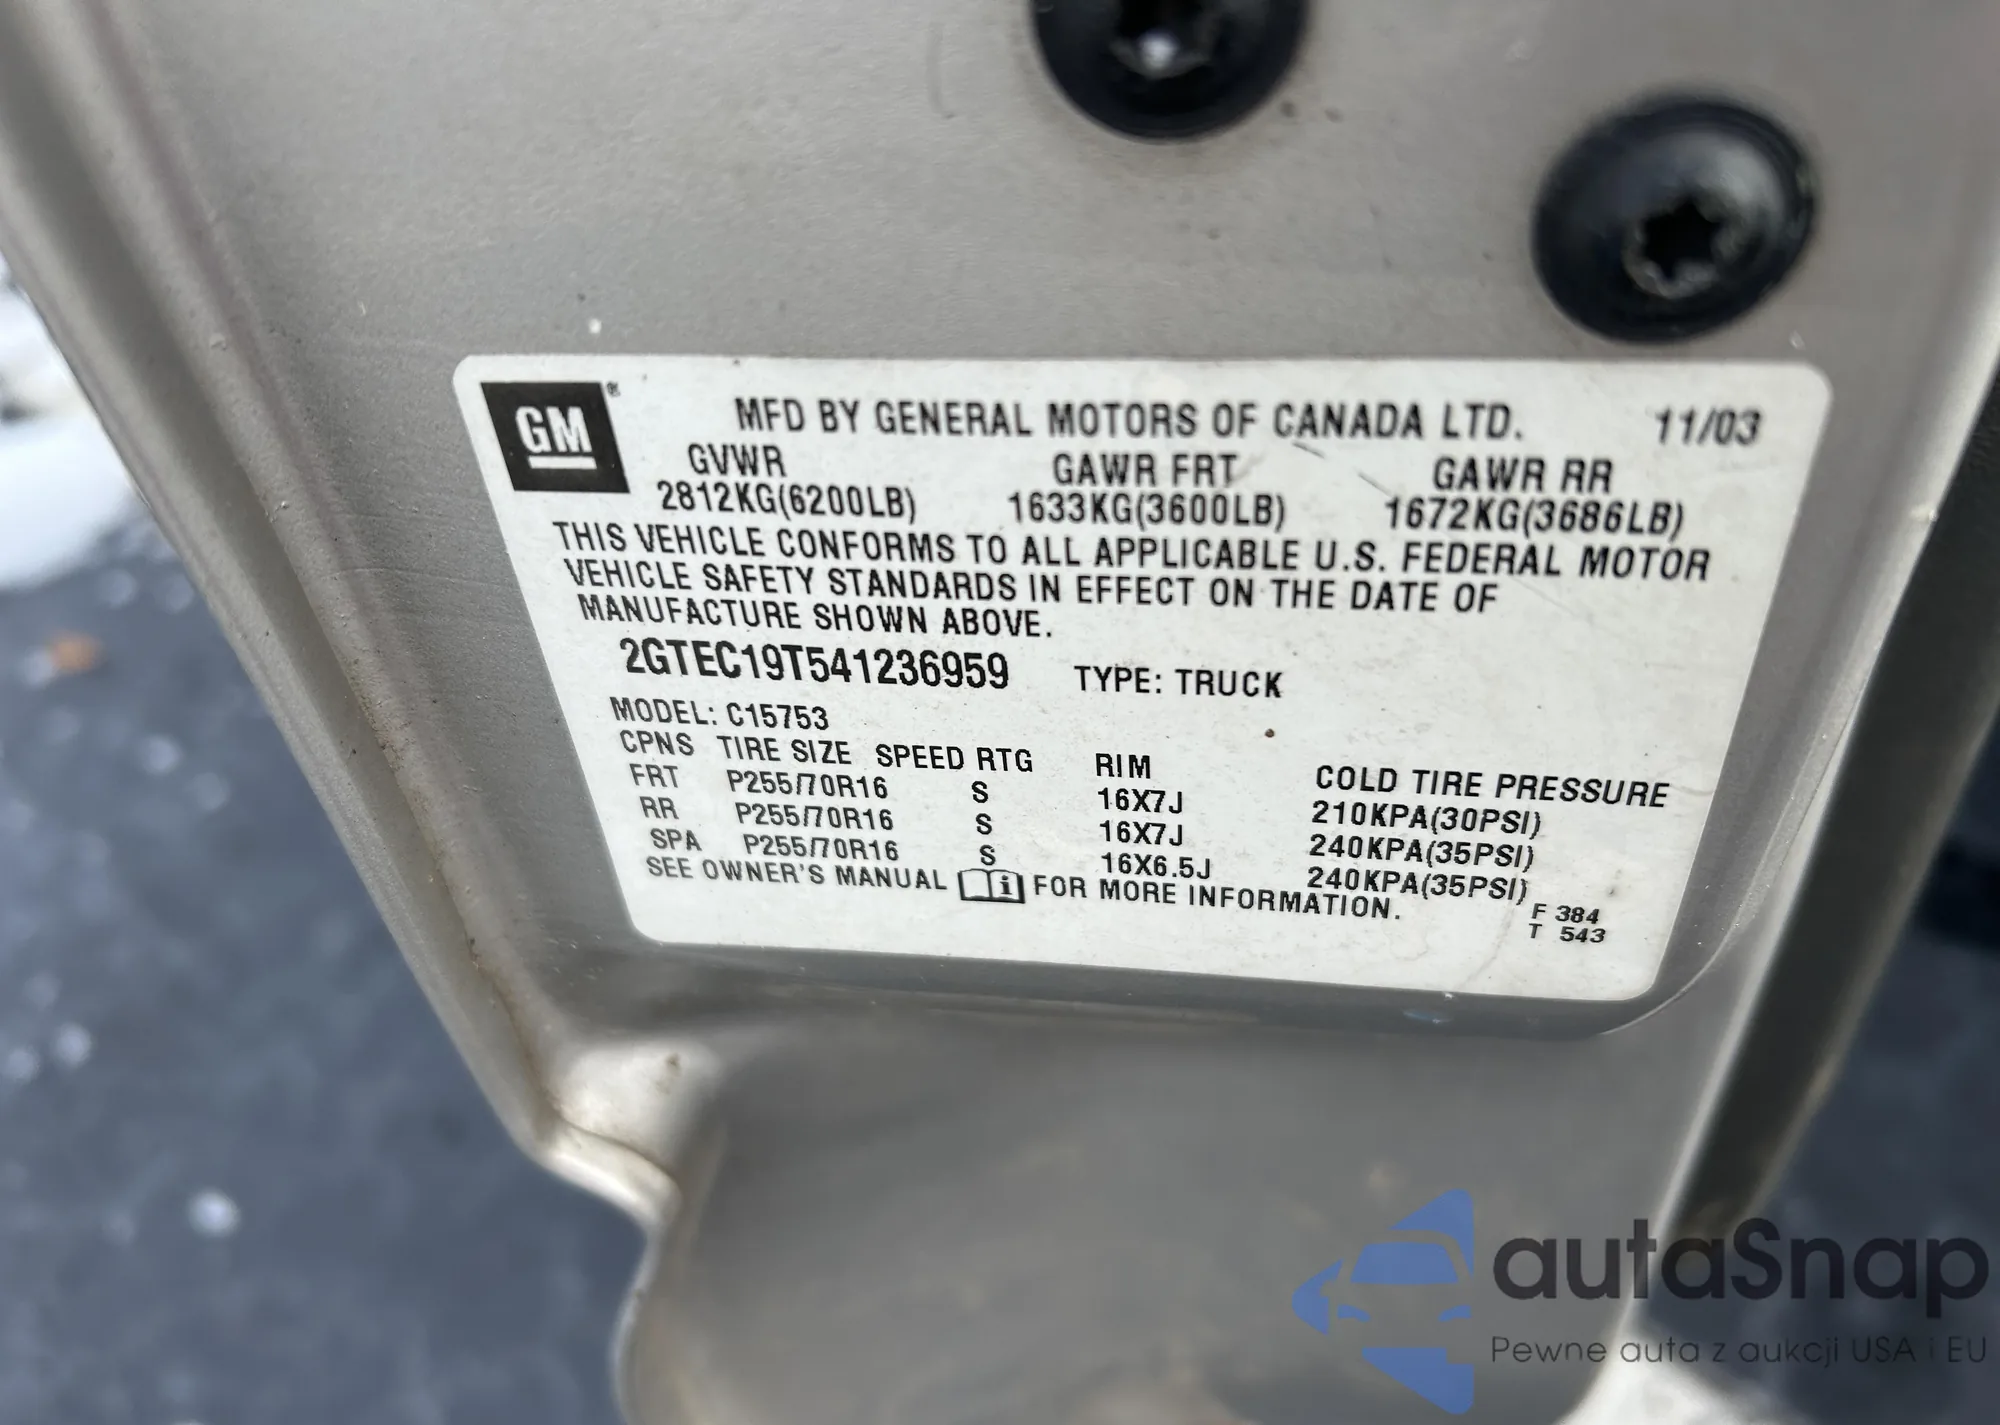 GM®
MFD BY GENERAL MOTORS OF CANADA LTD. 11/03
GVWR GAWR FRT GAWR RR
2812KG(6200LB) 1633KG(3600LB) 1672KG(3686LB)
THIS VEHICLE CONFORMS TO ALL APPLICABLE U.S. FEDERAL MOTOR
VEHICLE SAFETY STANDARDS IN EFFECT ON THE DATE OF
MANUFACTURE SHOWN ABOVE.
2GTEC19T541236959 TYPE: TRUCK
MODEL: C15753
CPNS TIRE SIZE SPEED RTG RIM COLD TIRE PRESSURE
FRT P255/70R16 S 16X7J 210KPA(30PSI)
RR P255/70R16 S 16X7J 240KPA(35PSI)
SPA P255/70R16 S 16X6.5J 240KPA(35PSI)
SEE OWNER'S MANUAL i FOR MORE INFORMATION.
F 384
T 543
autaSnap
Pewne auta z aukcji USA i EU